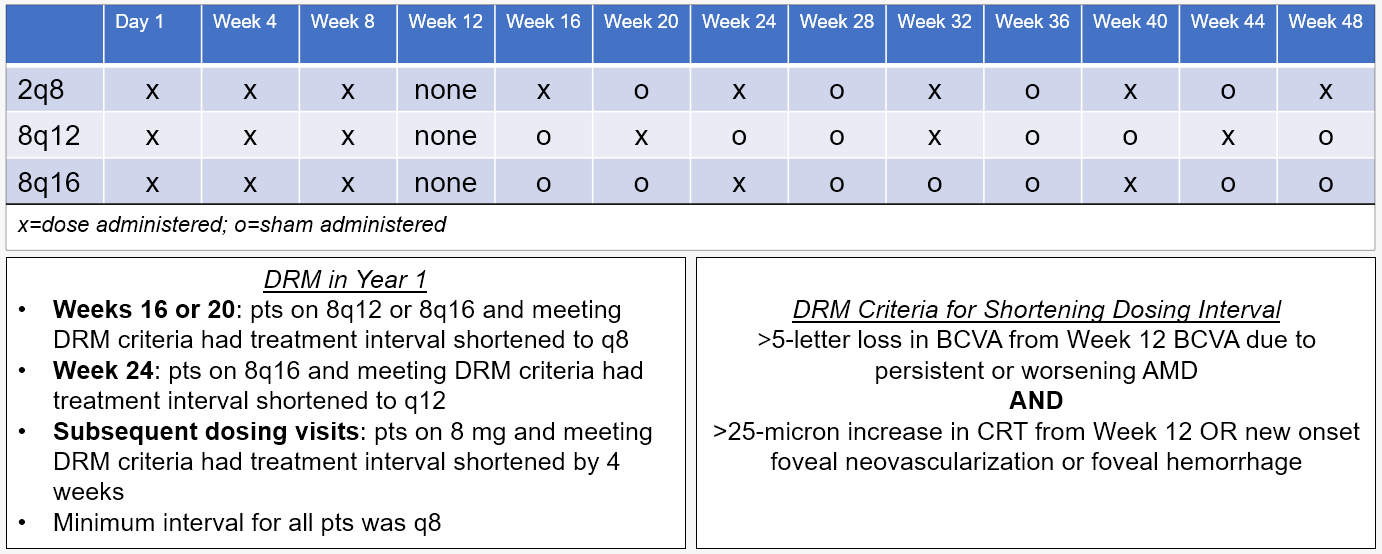 Day 1 Week 4 Week 8 Week 12 Week 16 Week 20 Week 24 Week 28 Week 32 Week 36 Week 40 Week 44 Week 48
2q8 x x x none x o x o x o x o x
8q12 x x x none o x o o x o o x o
8q16 x x x none o o x o o o x o o
x=dose administered; o=sham administered
DRM in Year 1
• Weeks 16 or 20: pts on 8q12 or 8q16 and meeting
DRM criteria had treatment interval shortened to q8
• Week 24: pts on 8q16 and meeting DRM criteria had
treatment interval shortened to q12
• Subsequent dosing visits: pts on 8 mg and meeting
DRM criteria had treatment interval shortened by 4
weeks
• Minimum interval for all pts was q8
DRM Criteria for Shortening Dosing Interval
>5-letter loss in BCVA from Week 12 BCVA due to
persistent or worsening AMD
AND
>25-micron increase in CRT from Week 12 OR new onset
foveal neovascularization or foveal hemorrhage